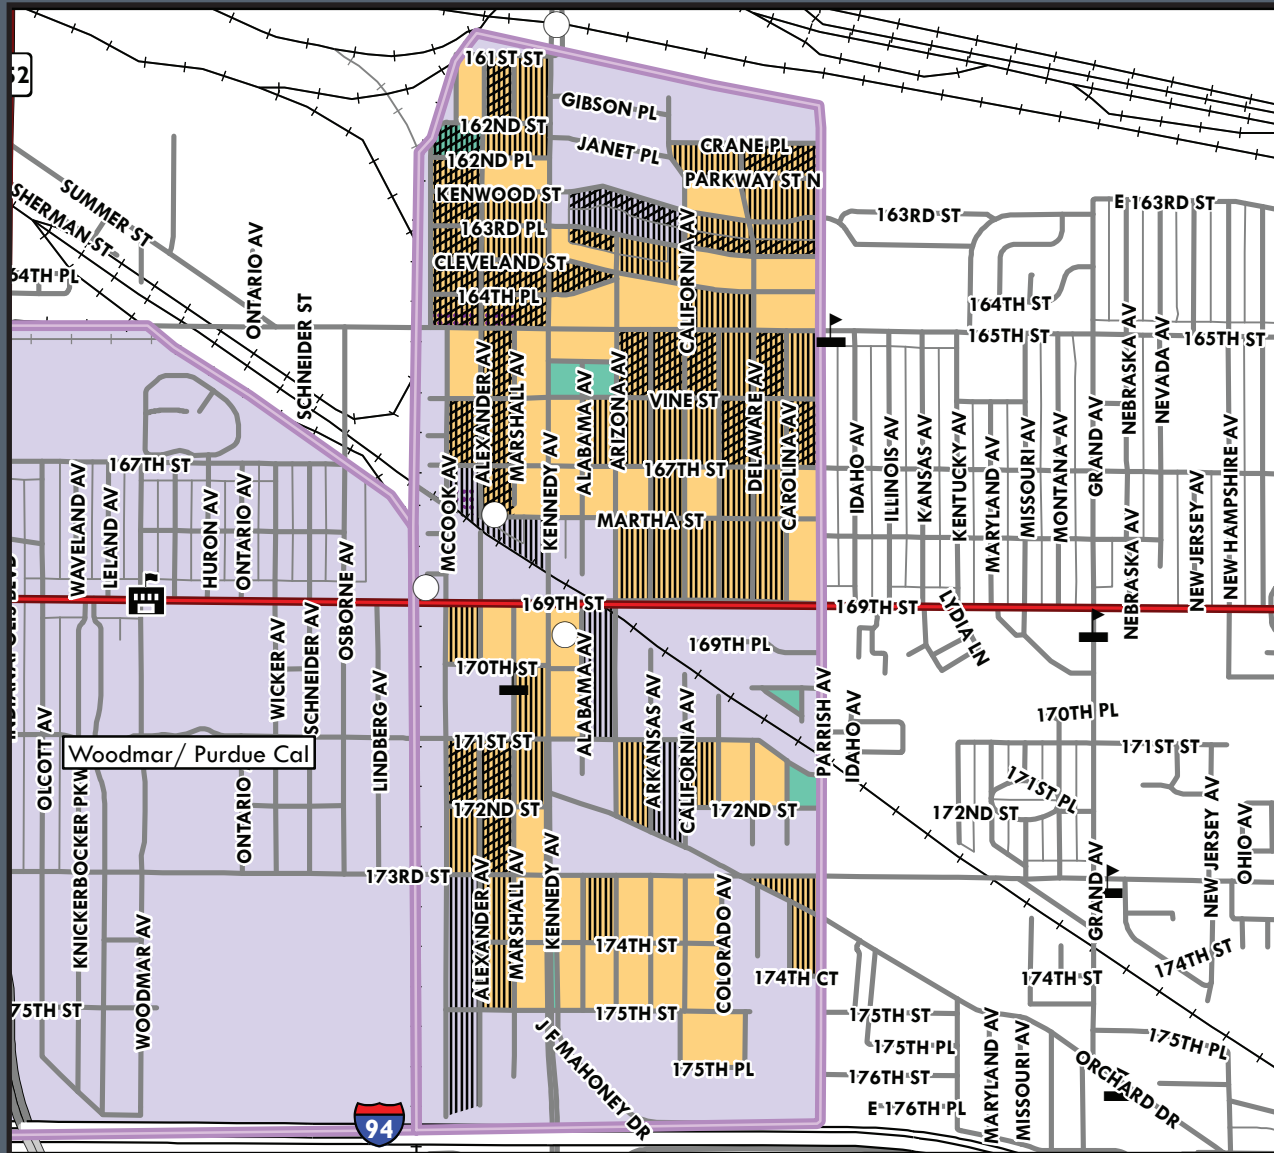 161ST ST
GIBSON PL
52
162ND ST
JANET PL
CRANE PL
162ND PL
PARKWAY ST N
KENWOOD ST
SUMMER ST
SHERMAN ST
E 163RD ST
163RD ST
163RD PL
ONTARIO AV
CALIFORNIA AV
CLEVELAND ST
64TH PL
164TH PL
164TH ST
SCHNEIDER ST
165TH ST
165TH ST
NEBRASKA AV
NEVADA AV
ALEXANDER AV
MARSHALL AV
ALABAMA AV
ARIZONA AV
VINE ST
DELAWARE AV
CAROLINA AV
IDAHO AV
ILLINOIS AV
KANSAS AV
KENTUCKY AV
MARYLAND AV
MISSOURI AV
MONTANA AV
GRAND AV
NEW JERSEY AV
NEW HAMPSHIRE AV
167TH ST
167TH ST
WAVELAND AV
LELAND AV
HURON AV
ONTARIO AV
MCCOOK AV
KENNEDY AV
MARTHA ST
NEBRASKA AV
OSBORNE AV
169TH ST
169TH ST
LYDIA LN
WICKER AV
SCHNEIDER AV
169TH PL
170TH ST
ALABAMA AV
ARKANSAS AV
CALIFORNIA AV
PARRISH AV
IDAHO AV
LINDBERG AV
170TH PL
OLCOTT AV
Woodmar/ Purdue Cal
171ST ST
171ST ST
171ST PL
KNICKERBOCKER PKW
ONTARIO
172ND ST
172ND ST
172ND ST
NEW JERSEY AV
OHIO AV
173RD ST
ALEXANDER AV
MARSHALL AV
KENNEDY AV
COLORADO AV
GRAND AV
WOODMAR AV
174TH ST
174TH CT
174TH ST
174TH ST
75TH ST
175TH ST
175TH ST
175TH PL
175TH PL
J F MAHONEY DR
175TH PL
176TH ST
MARYLAND AV
MISSOURI AV
ORCHARD DR
E 176TH PL
94